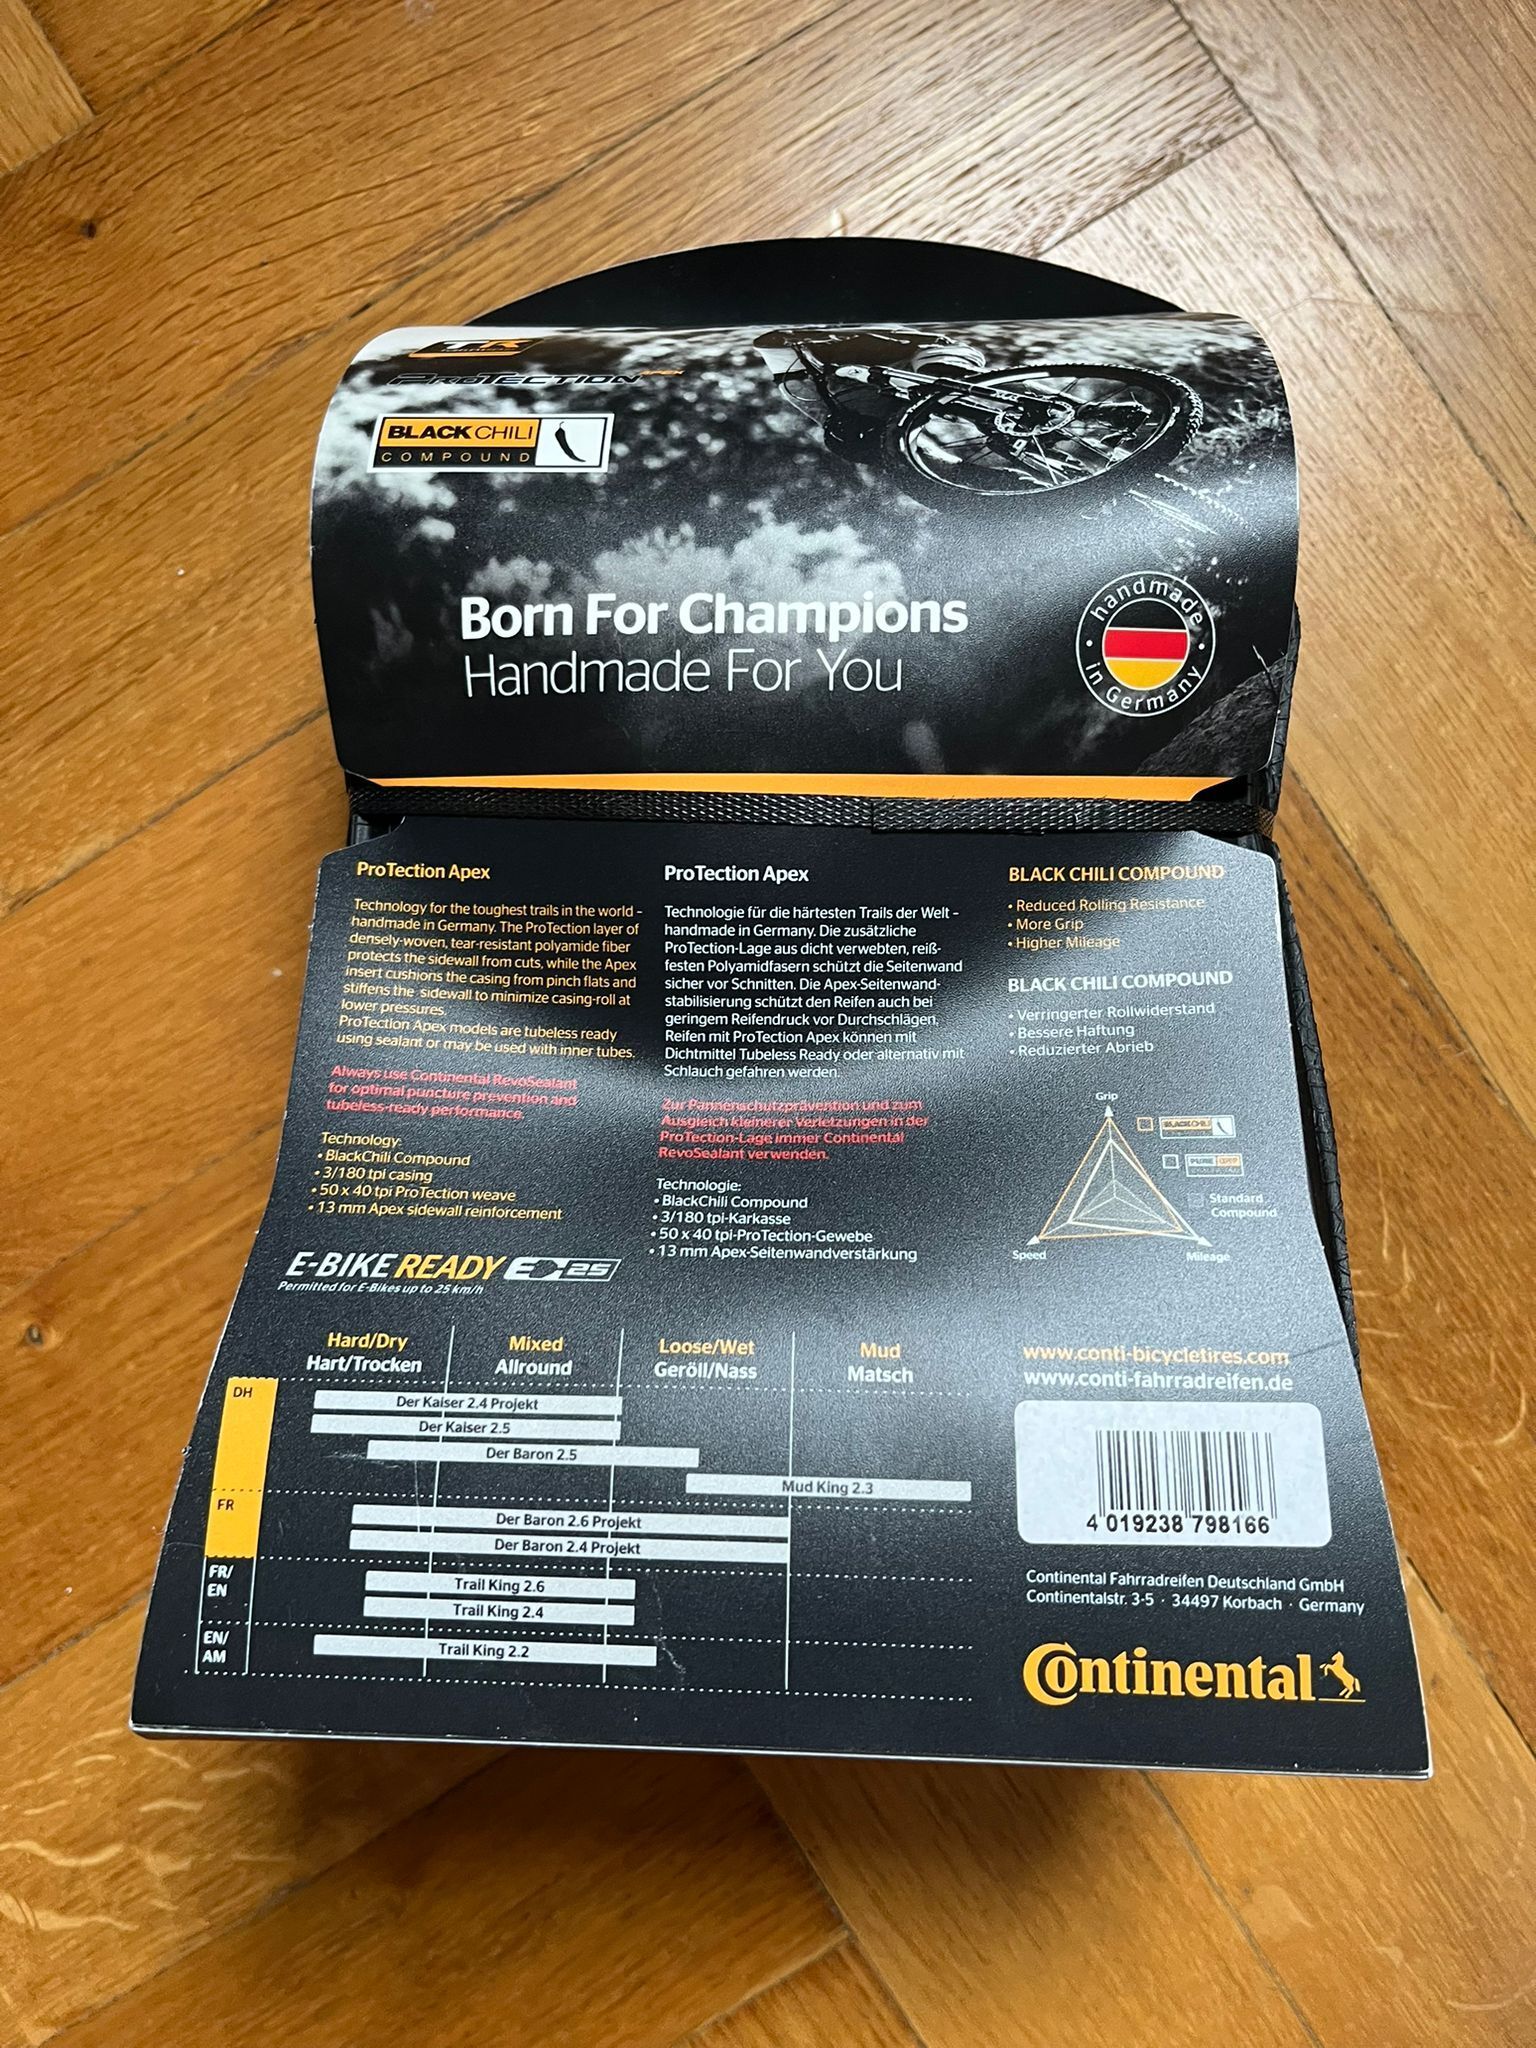 TR
PROTECTION APEX
BLACK CHILI
COMPOUND
Born For Champions
Handmade For You
handmade
in Germany
ProTection Apex
Technology for the toughest trails in the world –
handmade in Germany. The ProTection layer of
densely-woven, tear-resistant polyamide fiber
protects the sidewall from cuts, while the Apex
insert cushions the casing from pinch flats and
stiffens the sidewall to minimize casing-roll at
lower pressures.
ProTection Apex models are tubeless ready
using sealant or may be used with inner tubes.
Always use Continental RevoSealant
for optimal puncture prevention and
tubeless-ready performance.
Technology:
• BlackChili Compound
• 3/180 tpi casing
• 50 x 40 tpi ProTection weave
• 13 mm Apex sidewall reinforcement
E-BIKE READY E 25
Permitted for E-Bikes up to 25 km/h
ProTection Apex
Technologie für die härtesten Trails der Welt –
handmade in Germany. Die zusätzliche
ProTection-Lage aus dicht verwebten, reiß-
festen Polyamidfasern schützt die Seitenwand
sicher vor Schnitten. Die Apex-Seitenwand-
stabilisierung schützt den Reifen auch bei
geringem Reifendruck vor Durchschlägen.
Reifen mit ProTection Apex können mit
Dichtmittel Tubeless Ready oder alternativ mit
Schlauch gefahren werden.
Zur Pannenschutzprävention und zum
Ausgleich kleinerer Verletzungen in der
ProTection-Lage immer Continental
RevoSealant verwenden.
Technologie:
• BlackChili Compound
• 3/180 tpi-Karkasse
• 50 x 40 tpi-ProTection-Gewebe
• 13 mm Apex-Seitenwandverstärkung
BLACK CHILI COMPOUND
• Reduced Rolling Resistance
• More Grip
• Higher Mileage
BLACK CHILI COMPOUND
• Verringerter Rollwiderstand
• Bessere Haftung
• Reduzierter Abrieb
Grip
BLACK CHILI
PURE GRIP
Standard
Compound
Speed
Mileage
Hard/Dry Mixed Loose/Wet Mud
Hart/Trocken Allround Geröll/Nass Matsch
DH
Der Kaiser 2.4 Projekt
Der Kaiser 2.5
Der Baron 2.5
Mud King 2.3
FR
Der Baron 2.6 Projekt
Der Baron 2.4 Projekt
FR/
EN
Trail King 2.6
Trail King 2.4
EN/
AM
Trail King 2.2
www.conti-bicycletires.com
www.conti-fahrradreifen.de
4 019238 798166
Continental Fahrradreifen Deutschland GmbH
Continentalstr. 3-5 · 34497 Korbach · Germany
Continental